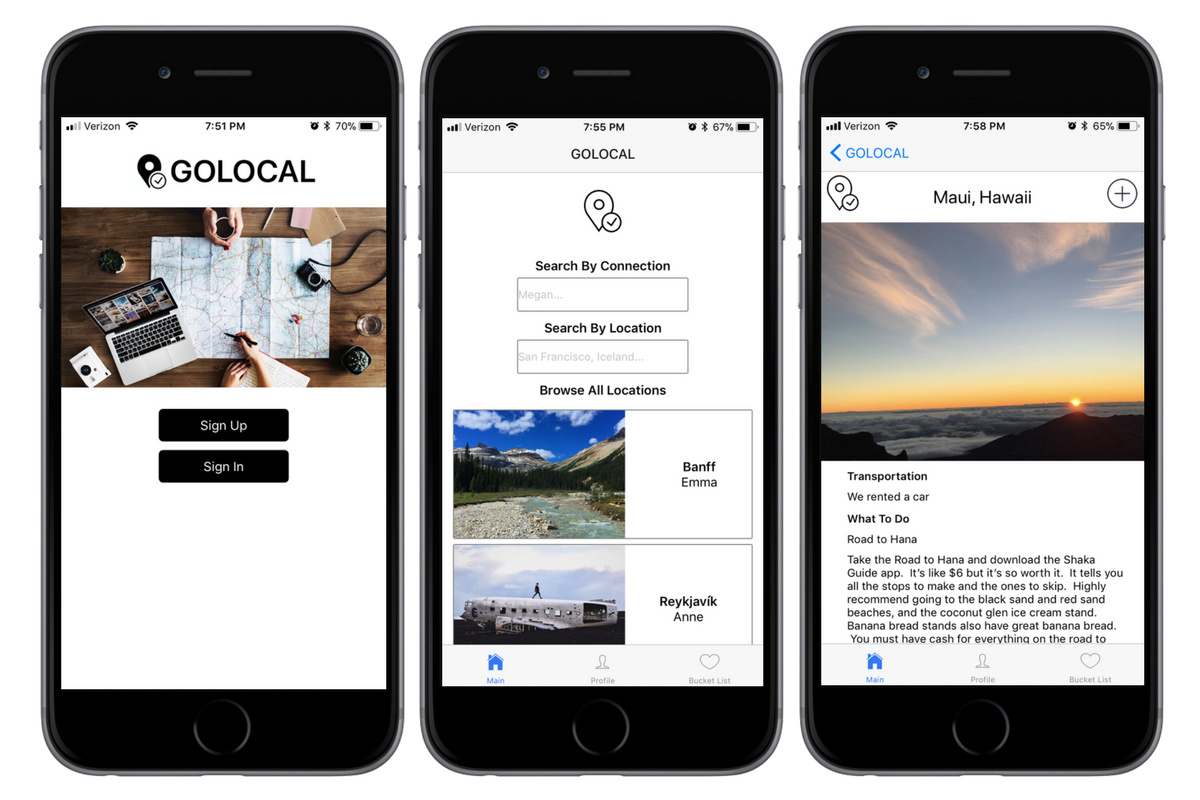 Verizon 7:51 PM 70%
GOLOCAL
Sign Up
Sign In
Verizon 7:55 PM 67%
GOLOCAL
Search By Connection
Megan...
Search By Location
San Francisco, Iceland...
Browse All Locations
Banff
Emma
Reykjavík
Anne
Main Profile Bucket List
Verizon 7:58 PM 65%
GOLOCAL
Maui, Hawaii
Transportation
We rented a car
What To Do
Road to Hana
Take the Road to Hana and download the Shaka
Guide app. It's like $6 but it's so worth it. It tells you
all the stops to make and the ones to skip. Highly
recommend going to the black sand and red sand
beaches, and the coconut glen ice cream stand.
Banana bread stands also have great banana bread.
You must have cash for everything on the road to
Main Profile Bucket List